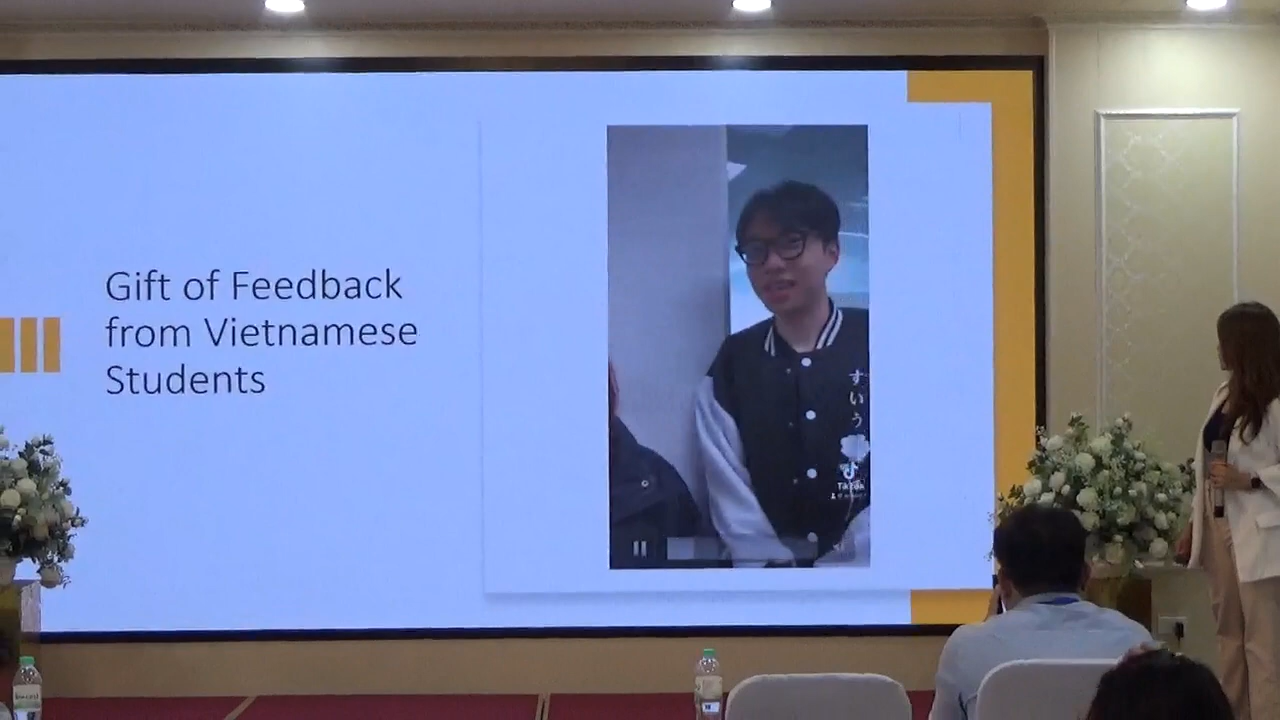 Gift of Feedback
from Vietnamese
Students
すいう
TikTok